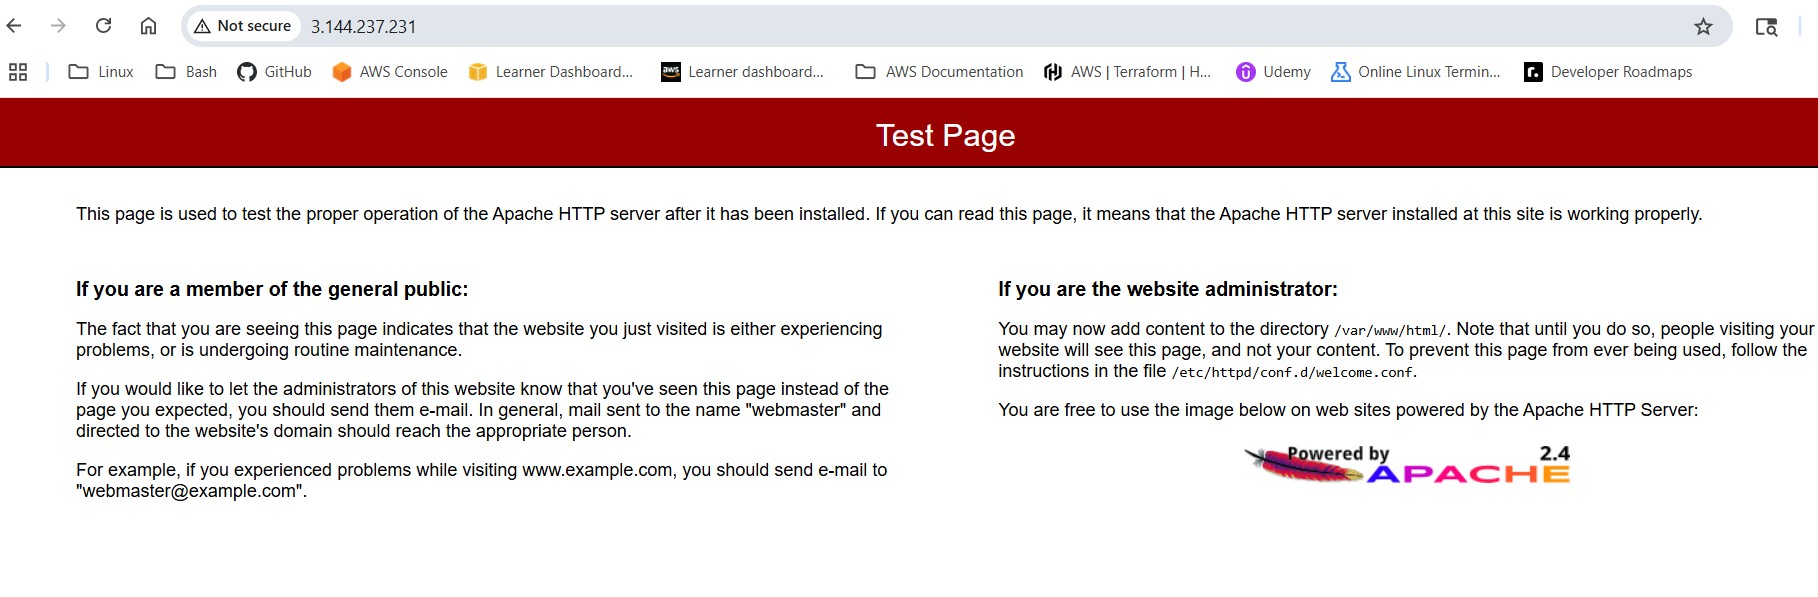 Not secure 3.144.237.231
Linux Bash GitHub AWS Console Learner Dashboard... Learner dashboard... AWS Documentation AWS | Terraform | H... Udemy Online Linux Termin... Developer Roadmaps
Test Page
This page is used to test the proper operation of the Apache HTTP server after it has been installed. If you can read this page, it means that the Apache HTTP server installed at this site is working properly.
If you are a member of the general public:
The fact that you are seeing this page indicates that the website you just visited is either experiencing
problems, or is undergoing routine maintenance.
If you would like to let the administrators of this website know that you've seen this page instead of the
page you expected, you should send them e-mail. In general, mail sent to the name "webmaster" and
directed to the website's domain should reach the appropriate person.
For example, if you experienced problems while visiting www.example.com, you should send e-mail to
"webmaster@example.com".
If you are the website administrator:
You may now add content to the directory /var/www/html/. Note that until you do so, people visiting your
website will see this page, and not your content. To prevent this page from ever being used, follow the
instructions in the file /etc/httpd/conf.d/welcome.conf.
You are free to use the image below on web sites powered by the Apache HTTP Server:
Powered by 2.4
APACHE